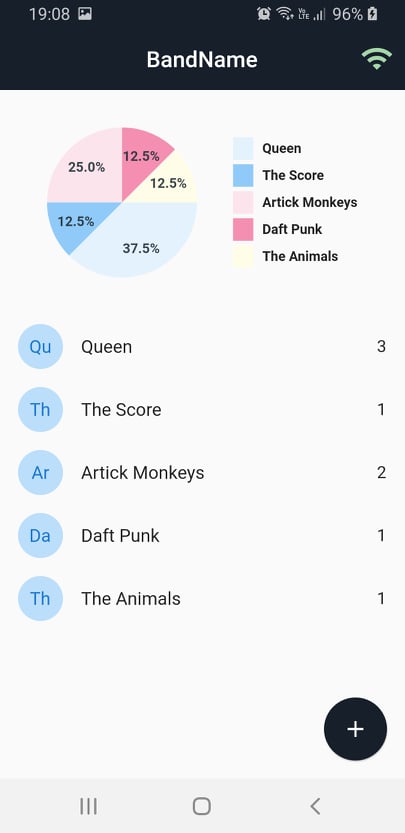 19:08 Vo LTE 96%
BandName
12.5%
25.0%
12.5%
12.5%
37.5%
Queen
The Score
Artick Monkeys
Daft Punk
The Animals
Qu Queen 3
Th The Score 1
Ar Artick Monkeys 2
Da Daft Punk 1
Th The Animals 1
+